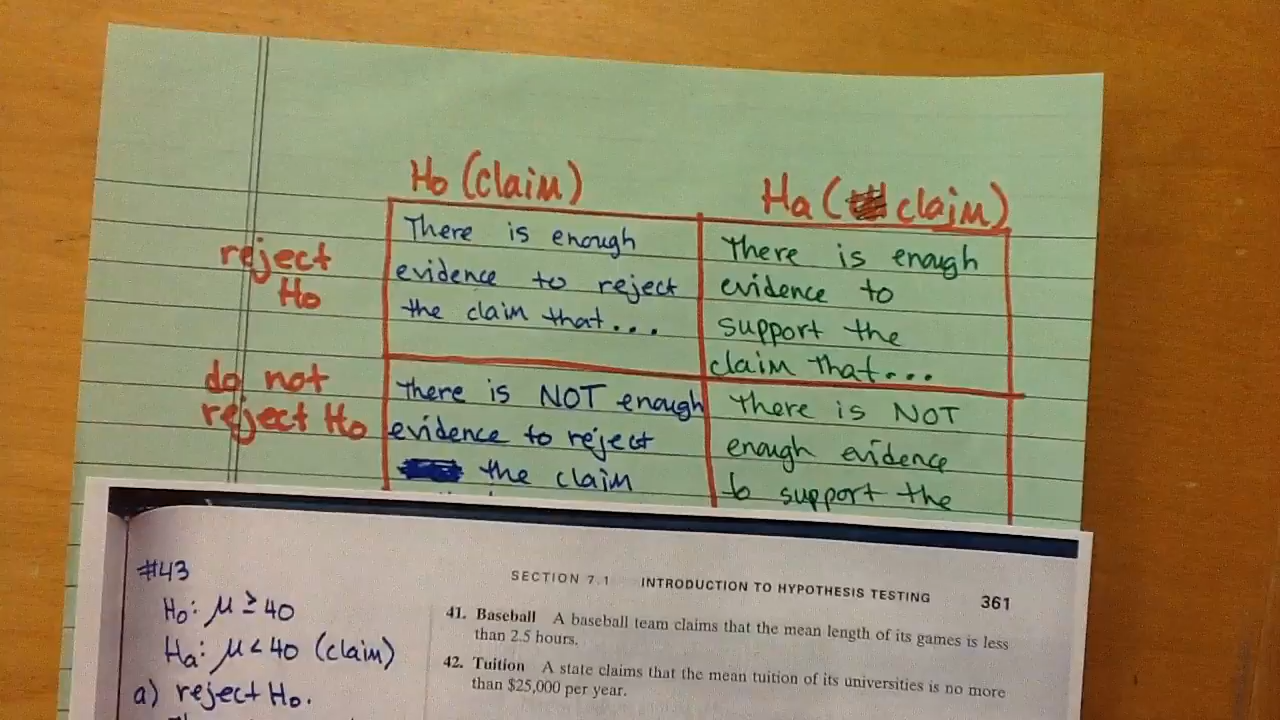 Ho (claim)
Ha ( claim)
reject
Ho
There is enough
evidence to reject
the claim that...
There is enough
evidence to
support the
claim that...
do not
reject Ho
There is NOT enough
evidence to reject
the claim
There is NOT
enough evidence
to support the
#43
Ho: μ ≥ 40
Ha: μ < 40 (claim)
a) reject Ho.
SECTION 7.1 INTRODUCTION TO HYPOTHESIS TESTING 361
41. Baseball A baseball team claims that the mean length of its games is less
than 2.5 hours.
42. Tuition A state claims that the mean tuition of its universities is no more
than $25,000 per year.